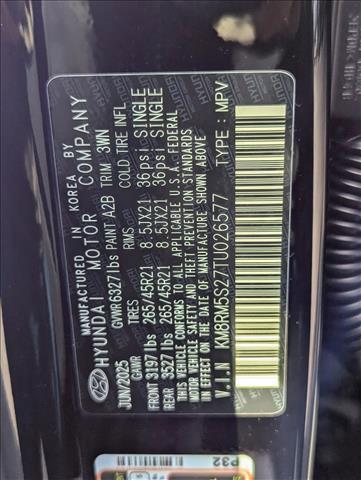 MANUFACTURED IN KOREA BY
HYUNDAI MOTOR COMPANY
GVWR 6327 lbs PAINT A2B TRIM 3MN
JUN/2025 TIRES RIMS COLD TIRE INFL.
FRONT 3197 lbs 265/45R21 8.5JX21 36psi SINGLE
REAR 3527 lbs 265/45R21 8.5JX21 36psi SINGLE
THIS VEHICLE CONFORMS TO ALL APPLICABLE U.S.A. FEDERAL
MOTOR VEHICLE SAFETY AND THEFT PREVENTION STANDARDS
IN EFFECT ON THE DATE OF MANUFACTURE SHOWN ABOVE.
V.I.N : KM8RM5S27TU026577 TYPE : MPV
P32